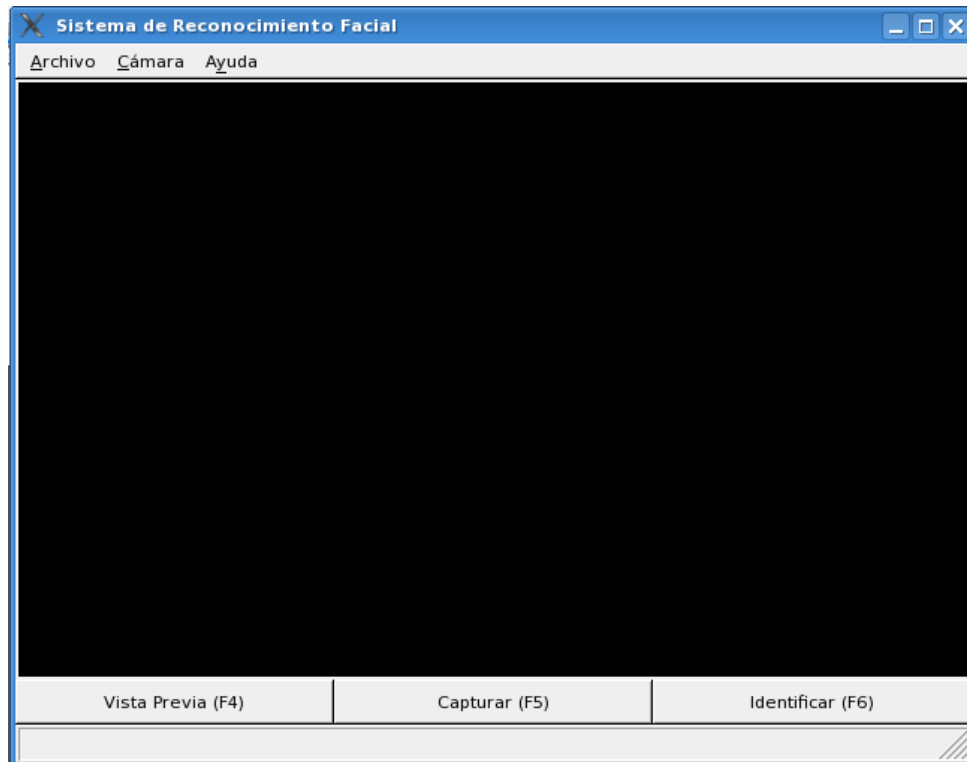 Sistema de Reconocimiento Facial
Archivo Cámara Ayuda
Vista Previa (F4) Capturar (F5) Identificar (F6)